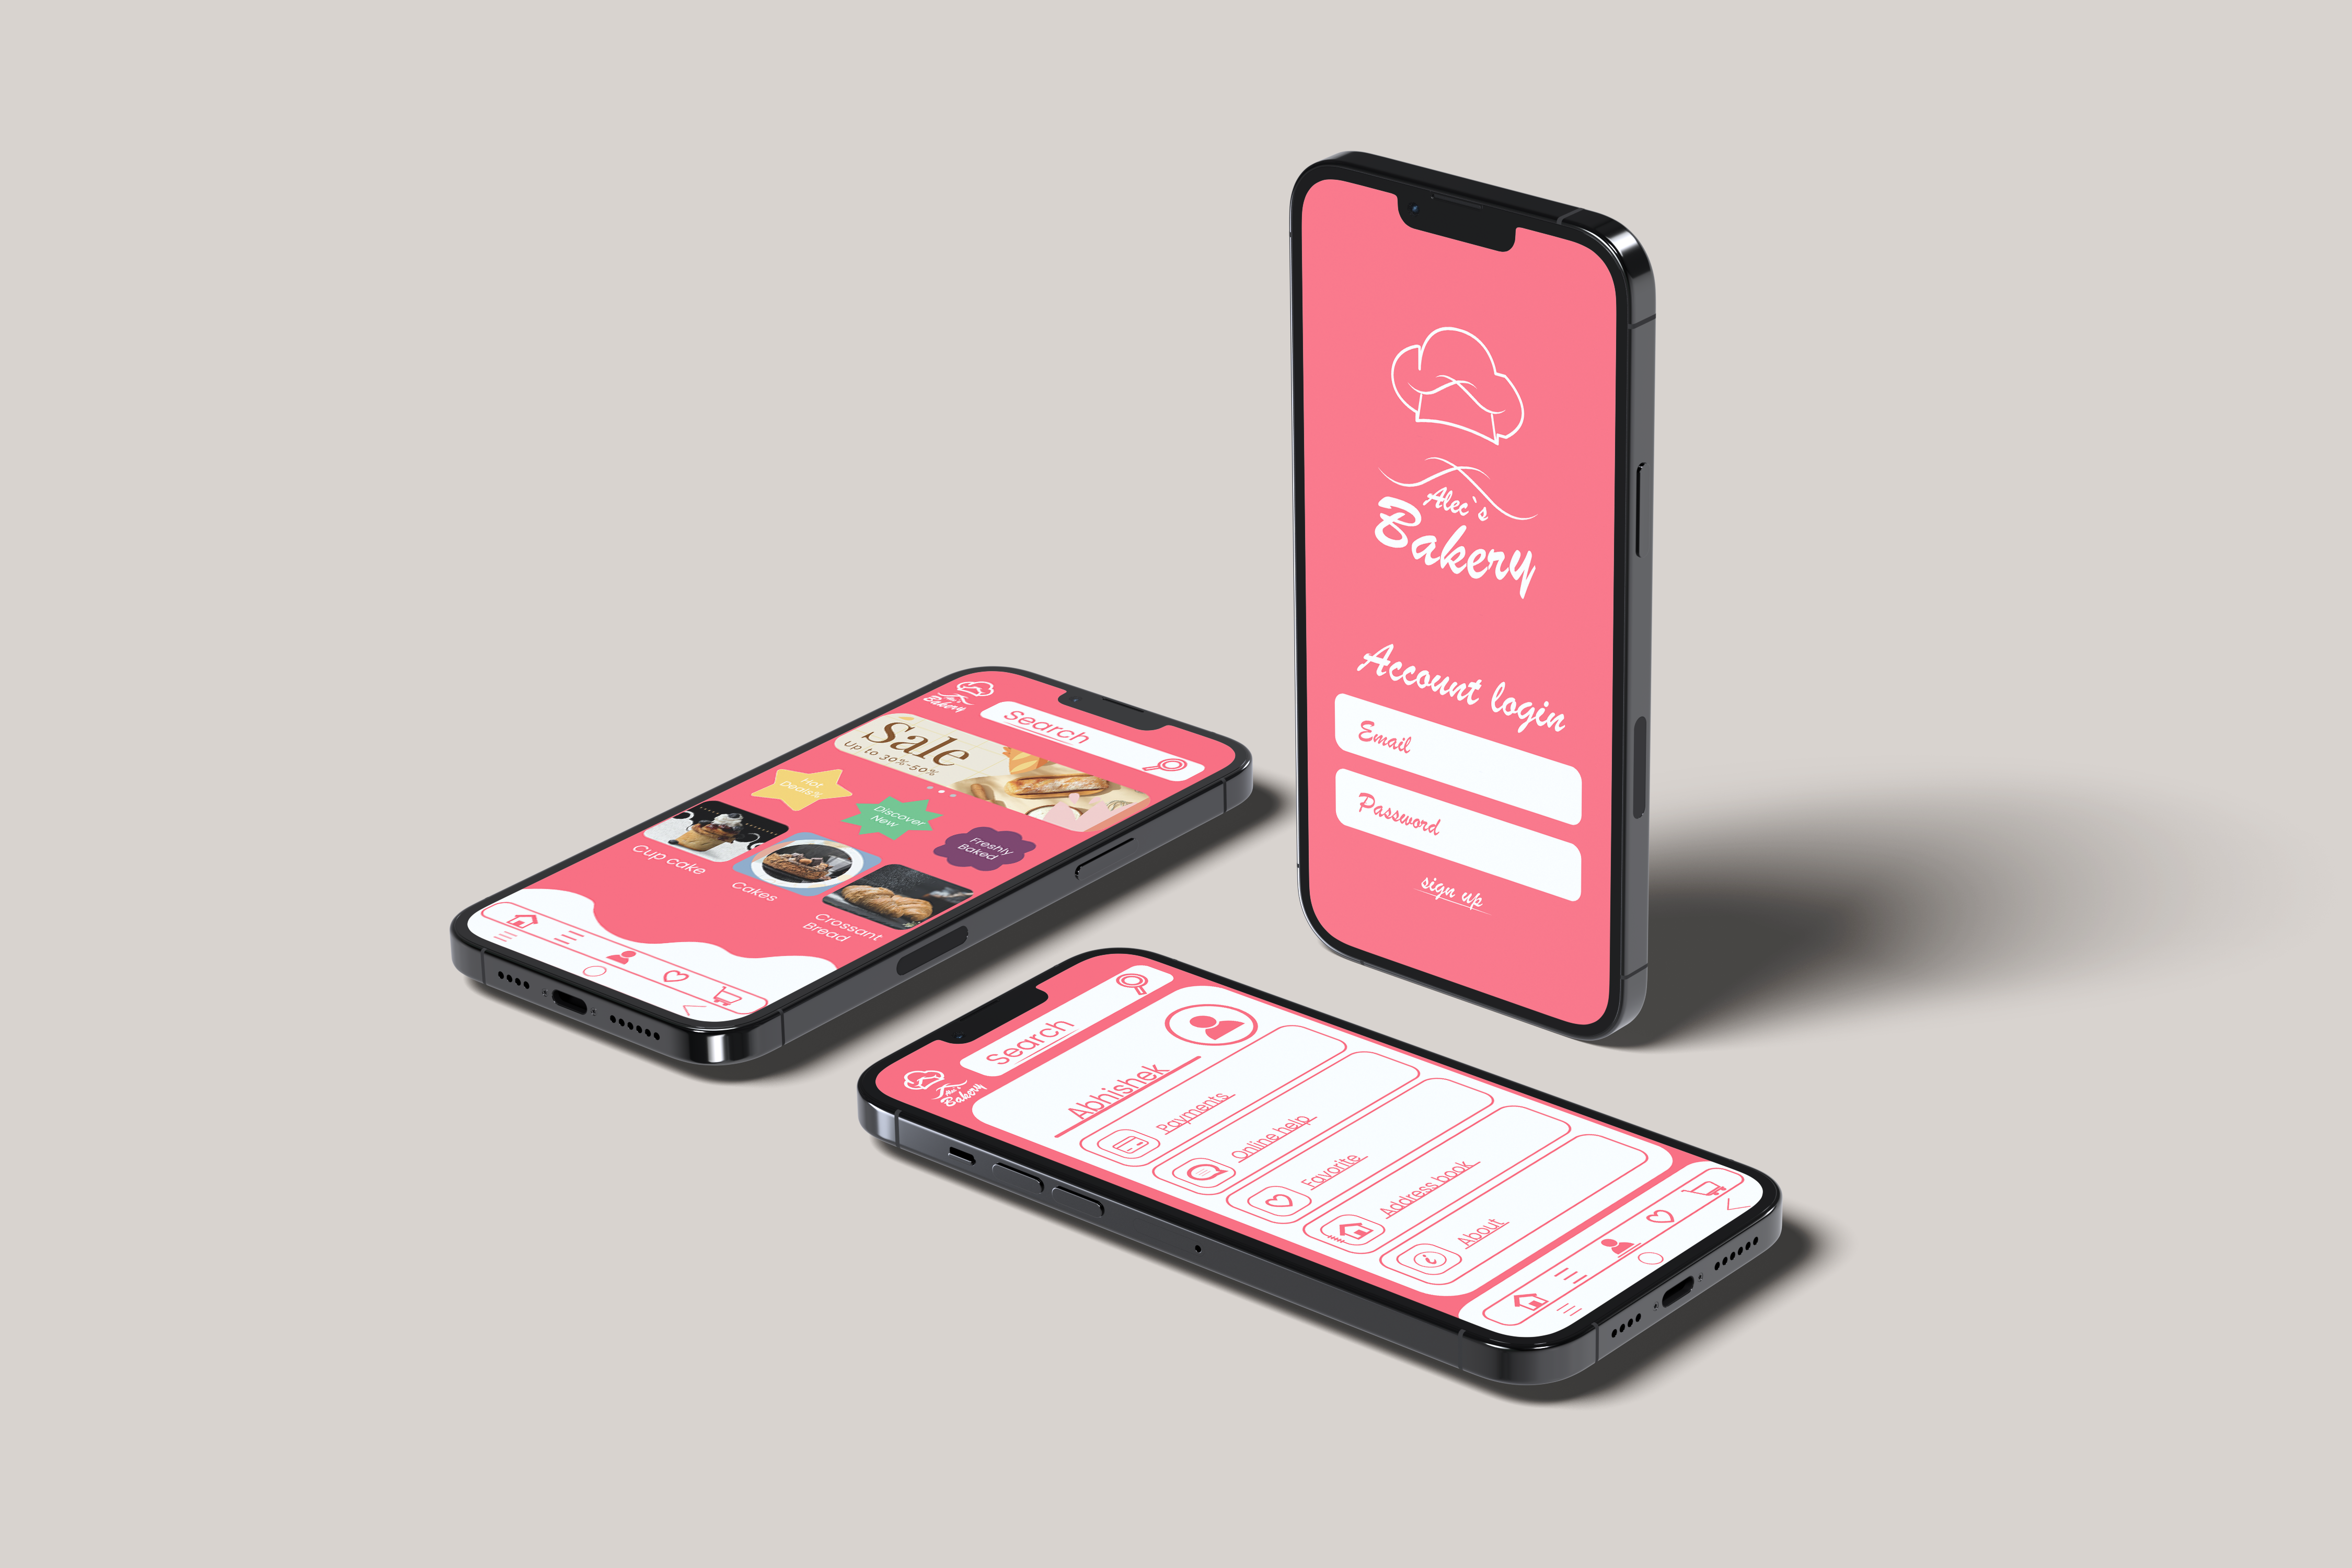 Alec`s
Bakery
Account login
Email
Password
sign up
Alec`s
Bakery
Search
Sale
Up to 30%-50%
Hot
Deals%
Discover
New
Freshly
Baked
Cup cake
Cakes
Crossant
Bread
Alec`s
Bakery
Search
Abhishek
Payments
Online help
Favorite
Address book
About